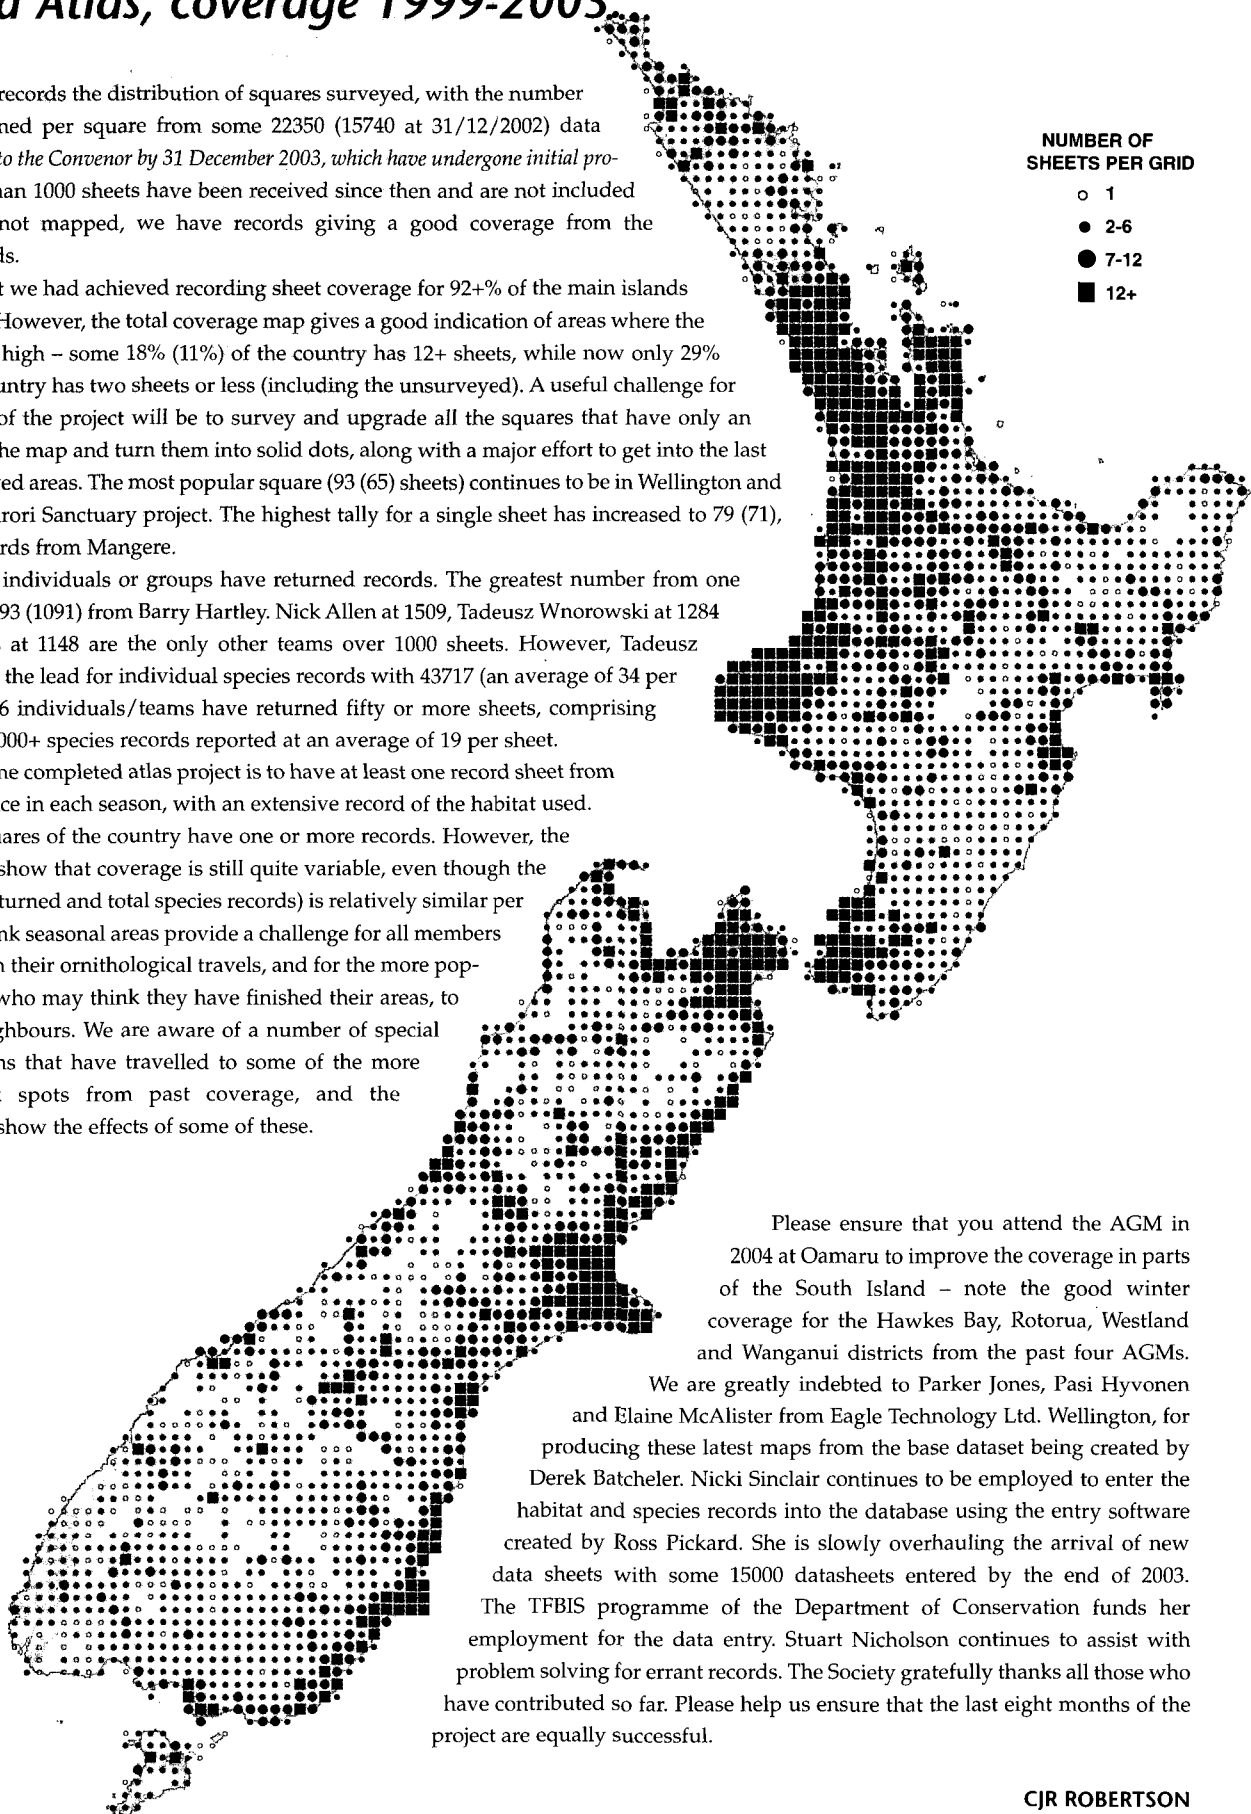 Atlas, coverage 1999-2003
records the distribution of squares surveyed, with the number
ned per square from some 22350 (15740 at 31/12/2002) data
to the Convenor by 31 December 2003, which have undergone initial pro-
han 1000 sheets have been received since then and are not included
not mapped, we have records giving a good coverage from the
ds.
t we had achieved recording sheet coverage for 92+% of the main islands
However, the total coverage map gives a good indication of areas where the
high – some 18% (11%) of the country has 12+ sheets, while now only 29%
untry has two sheets or less (including the unsurveyed). A useful challenge for
of the project will be to survey and upgrade all the squares that have only an
he map and turn them into solid dots, along with a major effort to get into the last
ed areas. The most popular square (93 (65) sheets) continues to be in Wellington and
rori Sanctuary project. The highest tally for a single sheet has increased to 79 (71),
rds from Mangere.
individuals or groups have returned records. The greatest number from one
93 (1091) from Barry Hartley. Nick Allen at 1509, Tadeusz Wnorowski at 1284
at 1148 are the only other teams over 1000 sheets. However, Tadeusz
the lead for individual species records with 43717 (an average of 34 per
6 individuals/teams have returned fifty or more sheets, comprising
000+ species records reported at an average of 19 per sheet.
ne completed atlas project is to have at least one record sheet from
ce in each season, with an extensive record of the habitat used.
uares of the country have one or more records. However, the
show that coverage is still quite variable, even though the
turned and total species records) is relatively similar per
nk seasonal areas provide a challenge for all members
n their ornithological travels, and for the more pop-
who may think they have finished their areas, to
ghbours. We are aware of a number of special
ns that have travelled to some of the more
spots from past coverage, and the
show the effects of some of these.
NUMBER OF
SHEETS PER GRID
1
2-6
7-12
12+
Please ensure that you attend the AGM in
2004 at Oamaru to improve the coverage in parts
of the South Island – note the good winter
coverage for the Hawkes Bay, Rotorua, Westland
and Wanganui districts from the past four AGMs.
We are greatly indebted to Parker Jones, Pasi Hyvonen
and Elaine McAlister from Eagle Technology Ltd. Wellington, for
producing these latest maps from the base dataset being created by
Derek Batcheler. Nicki Sinclair continues to be employed to enter the
habitat and species records into the database using the entry software
created by Ross Pickard. She is slowly overhauling the arrival of new
data sheets with some 15000 datasheets entered by the end of 2003.
The TFBIS programme of the Department of Conservation funds her
employment for the data entry. Stuart Nicholson continues to assist with
problem solving for errant records. The Society gratefully thanks all those who
have contributed so far. Please help us ensure that the last eight months of the
project are equally successful.
CJR ROBERTSON